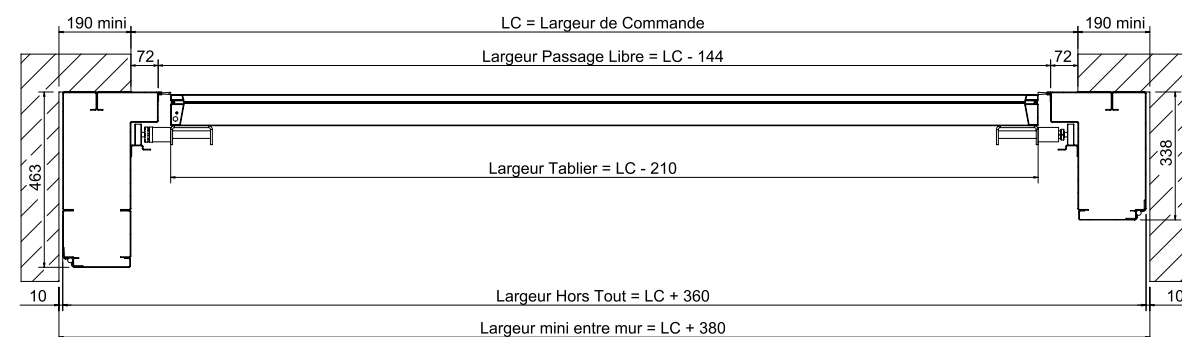 190 mini
LC = Largeur de Commande
190 mini
72
Largeur Passage Libre = LC - 144
72
463
338
Largeur Tablier = LC - 210
10
Largeur Hors Tout = LC + 360
10
Largeur mini entre mur = LC + 380